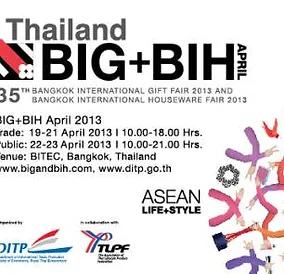 Thailand
BIG+BIH APRIL
35TH BANGKOK INTERNATIONAL GIFT FAIR 2013 AND
BANGKOK INTERNATIONAL HOUSEWARE FAIR 2013
BIG+BIH April 2013
Trade: 19-21 April 2013 I 10.00-18.00 Hrs.
Public: 22-23 April 2013 I 10.00-21.00 Hrs.
Venue: BITEC, Bangkok, Thailand
www.bigandbih.com, www.ditp.go.th
ASEAN
LIFE+STYLE
Organized by
in collaboration with
DITP
TLPF